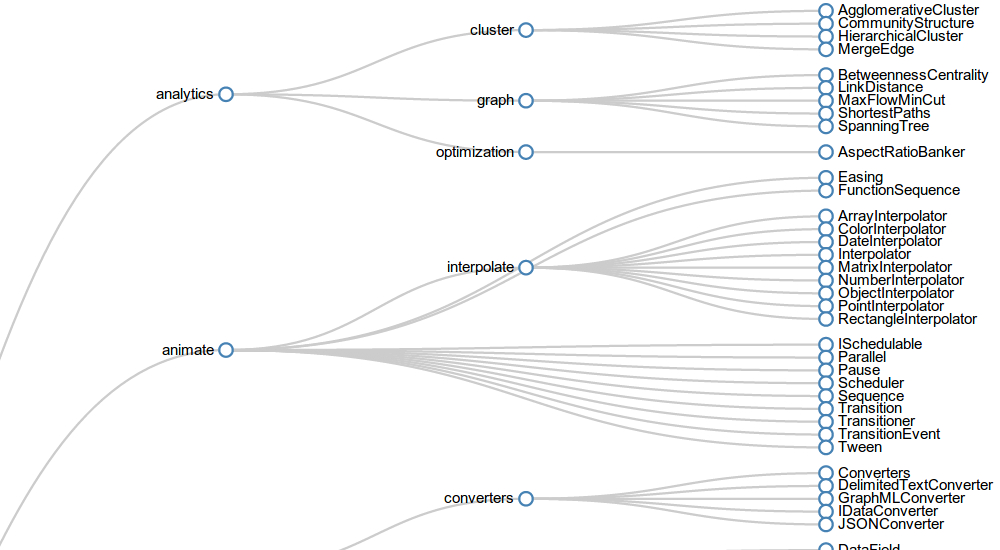 analytics
cluster
AgglomerativeCluster
CommunityStructure
HierarchicalCluster
MergeEdge
graph
BetweennessCentrality
LinkDistance
MaxFlowMinCut
ShortestPaths
SpanningTree
optimization
AspectRatioBanker
animate
Easing
FunctionSequence
interpolate
ArrayInterpolator
ColorInterpolator
DateInterpolator
Interpolator
MatrixInterpolator
NumberInterpolator
ObjectInterpolator
PointInterpolator
RectangleInterpolator
ISchedulable
Parallel
Pause
Scheduler
Sequence
Transition
Transitioner
TransitionEvent
Tween
converters
Converters
DelimitedTextConverter
GraphMLConverter
IDataConverter
JSONConverter
DataField